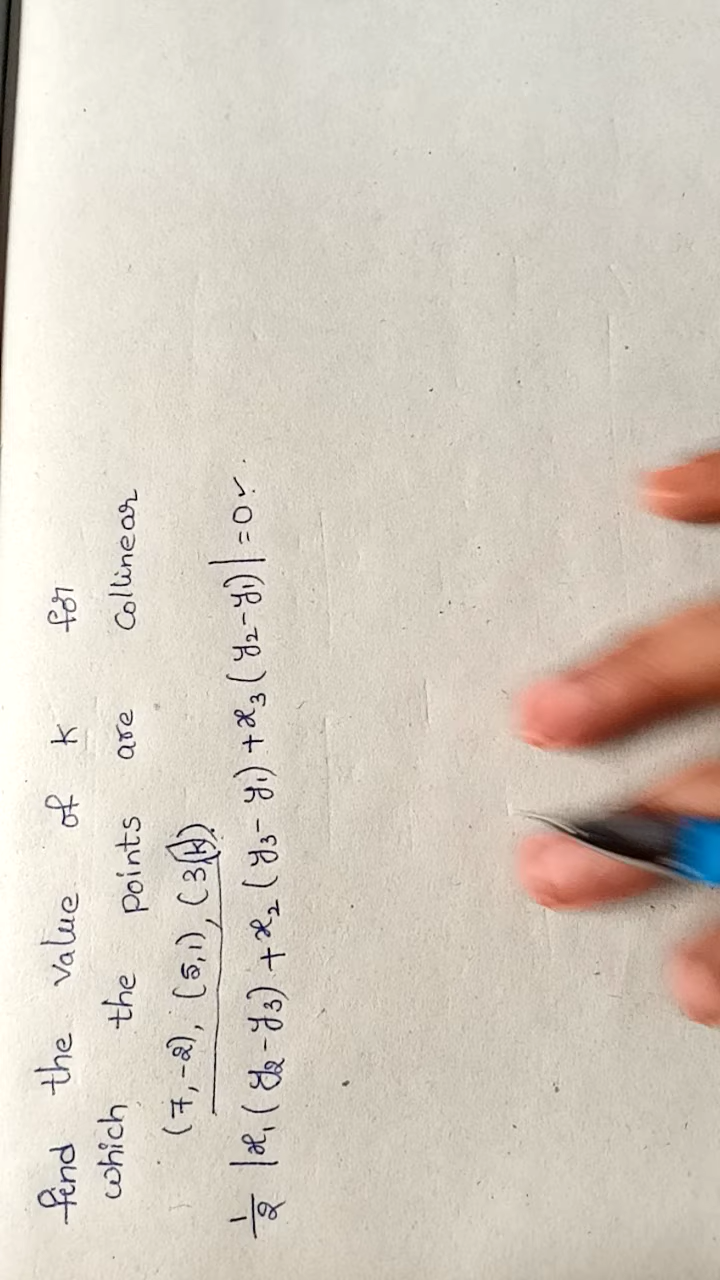 find the value of k for
which the points are Collinear
(7,-2), (5,1), (3,k).
1/2 |x₁(y₂-y₃)+x₂(y₃-y₁)+x₃(y₂-y₁)|=0.